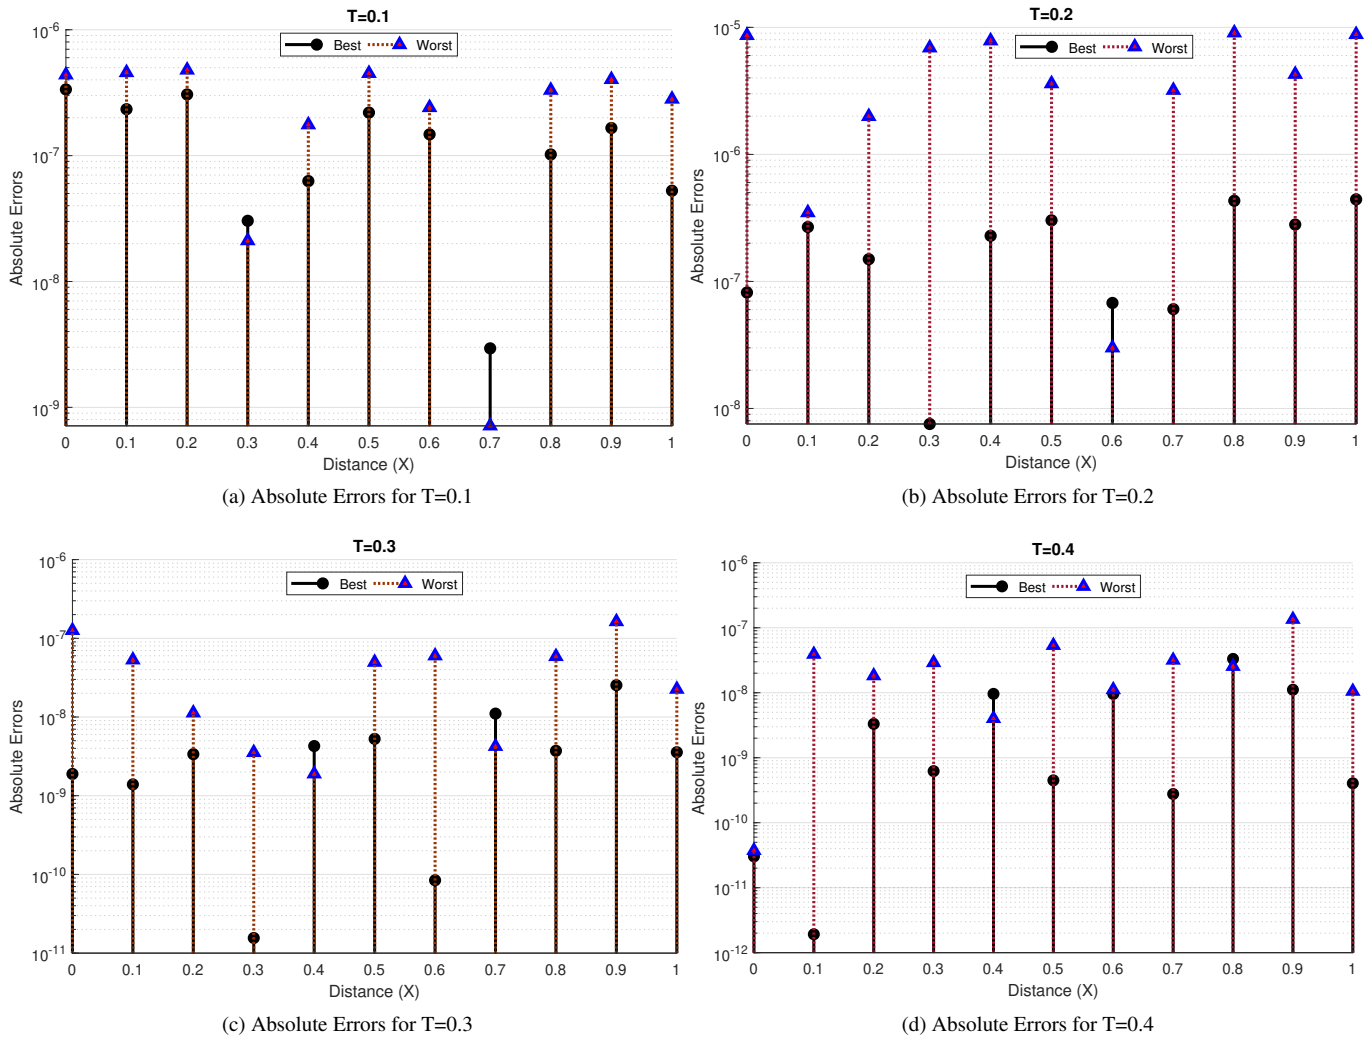 T=0.1
Best Worst
10^-6
10^-7
10^-8
10^-9
Absolute Errors
0 0.1 0.2 0.3 0.4 0.5 0.6 0.7 0.8 0.9 1
Distance (X)
(a) Absolute Errors for T=0.1
T=0.2
Best Worst
10^-5
10^-6
10^-7
10^-8
Absolute Errors
0 0.1 0.2 0.3 0.4 0.5 0.6 0.7 0.8 0.9 1
Distance (X)
(b) Absolute Errors for T=0.2
T=0.3
Best Worst
10^-6
10^-7
10^-8
10^-9
10^-10
10^-11
Absolute Errors
0 0.1 0.2 0.3 0.4 0.5 0.6 0.7 0.8 0.9 1
Distance (X)
(c) Absolute Errors for T=0.3
T=0.4
Best Worst
10^-6
10^-7
10^-8
10^-9
10^-10
10^-11
10^-12
Absolute Errors
0 0.1 0.2 0.3 0.4 0.5 0.6 0.7 0.8 0.9 1
Distance (X)
(d) Absolute Errors for T=0.4